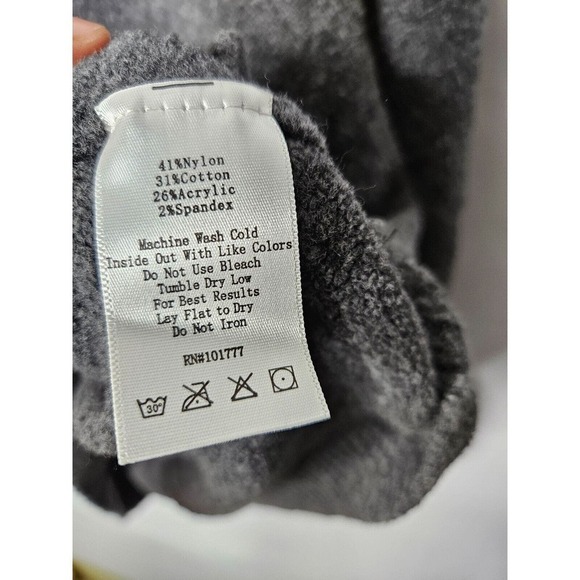 41%Nylon
31%Cotton
26%Acrylic
2%Spandex
Machine Wash Cold
Inside Out With Like Colors
Do Not Use Bleach
Tumble Dry Low
For Best Results
Lay Flat to Dry
Do Not Iron
RN#101777
30°